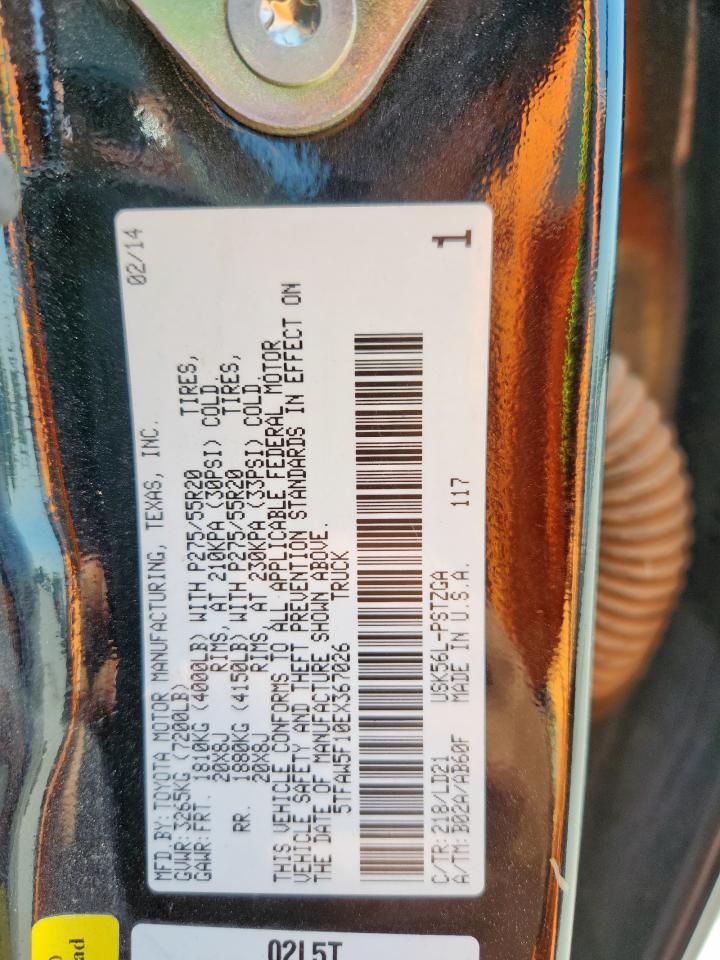 02/14
MFD.BY:TOYOTA MOTOR MANUFACTURING, TEXAS, INC.
GVWR:3265KG (7200LB)
GAWR:FRT. 1810KG (4000LB) WITH P275/55R20 TIRES,
20X8J RIMS, AT 210KPA (30PSI) COLD
RR. 1880KG (4150LB) WITH P275/55R20 TIRES,
20X8J RIMS, AT 230KPA (33PSI) COLD
THIS VEHICLE CONFORMS TO ALL APPLICABLE FEDERAL MOTOR
VEHICLE SAFETY AND THEFT PREVENTION STANDARDS IN EFFECT ON
THE DATE OF MANUFACTURE SHOWN ABOVE.
5TFAW5F10EX367026 TRUCK
C/TR:218/LD21 USK56L-PSTZGA 117
A/TM:B02A/AB60F MADE IN U.S.A.
1
02L5T